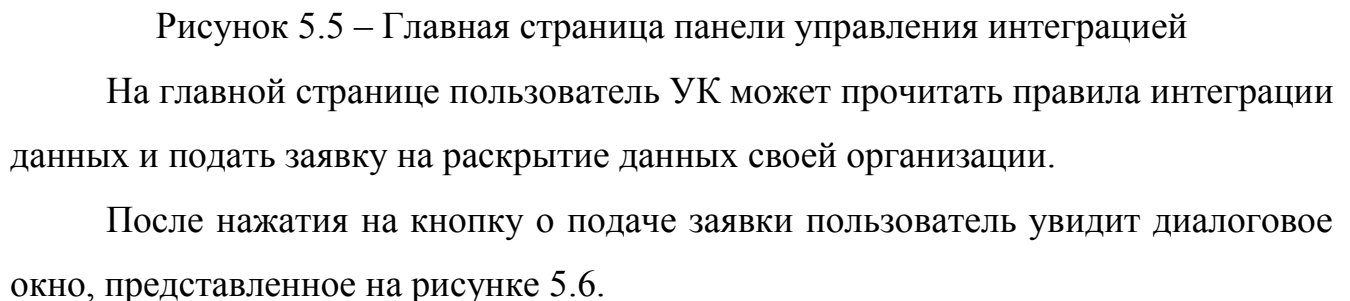 Рисунок 5.5 – Главная страница панели управления интеграцией
На главной странице пользователь УК может прочитать правила интеграции
данных и подать заявку на раскрытие данных своей организации.
После нажатия на кнопку о подаче заявки пользователь увидит диалоговое
окно, представленное на рисунке 5.6.